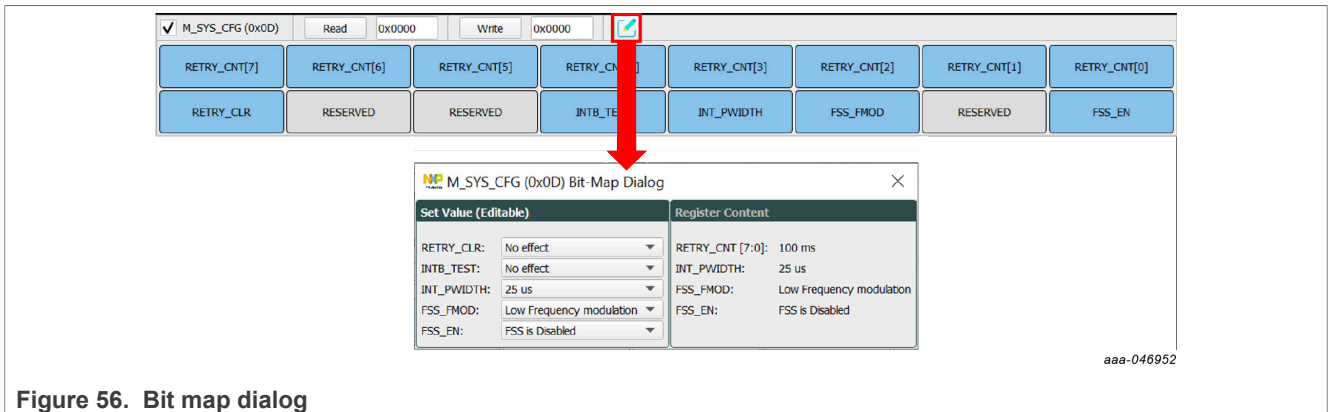 M_SYS_CFG (0x0D) Read 0x0000 Write 0x0000
RETRY_CNT[7] RETRY_CNT[6] RETRY_CNT[5] RETRY_CNT[3] RETRY_CNT[2] RETRY_CNT[1] RETRY_CNT[0]
RETRY_CLR RESERVED RESERVED INT_PWIDTH FSS_FMOD RESERVED FSS_EN
NXP M_SYS_CFG (0x0D) Bit-Map Dialog
Set Value (Editable) Register Content
RETRY_CLR: No effect RETRY_CNT [7:0]: 100 ms
INTB_TEST: No effect INT_PWIDTH: 25 us
INT_PWIDTH: 25 us FSS_FMOD: Low Frequency modulation
FSS_FMOD: Low Frequency modulation FSS_EN: FSS is Disabled
FSS_EN: FSS is Disabled
aaa-046952
Figure 56. Bit map dialog